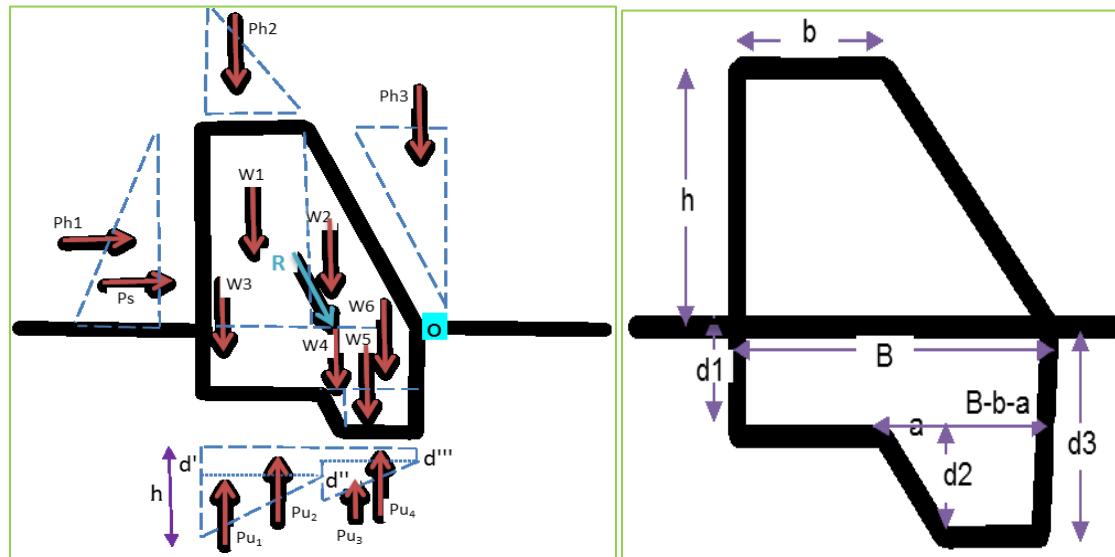 Ph2
Ph3
W1
W2
Ph1
R
Ps
W3
W6
O
W4
W5
d'
d''
d'''
h
Pu1
Pu2
Pu3
Pu4
b
h
d1
B
B-b-a
a
d2
d3